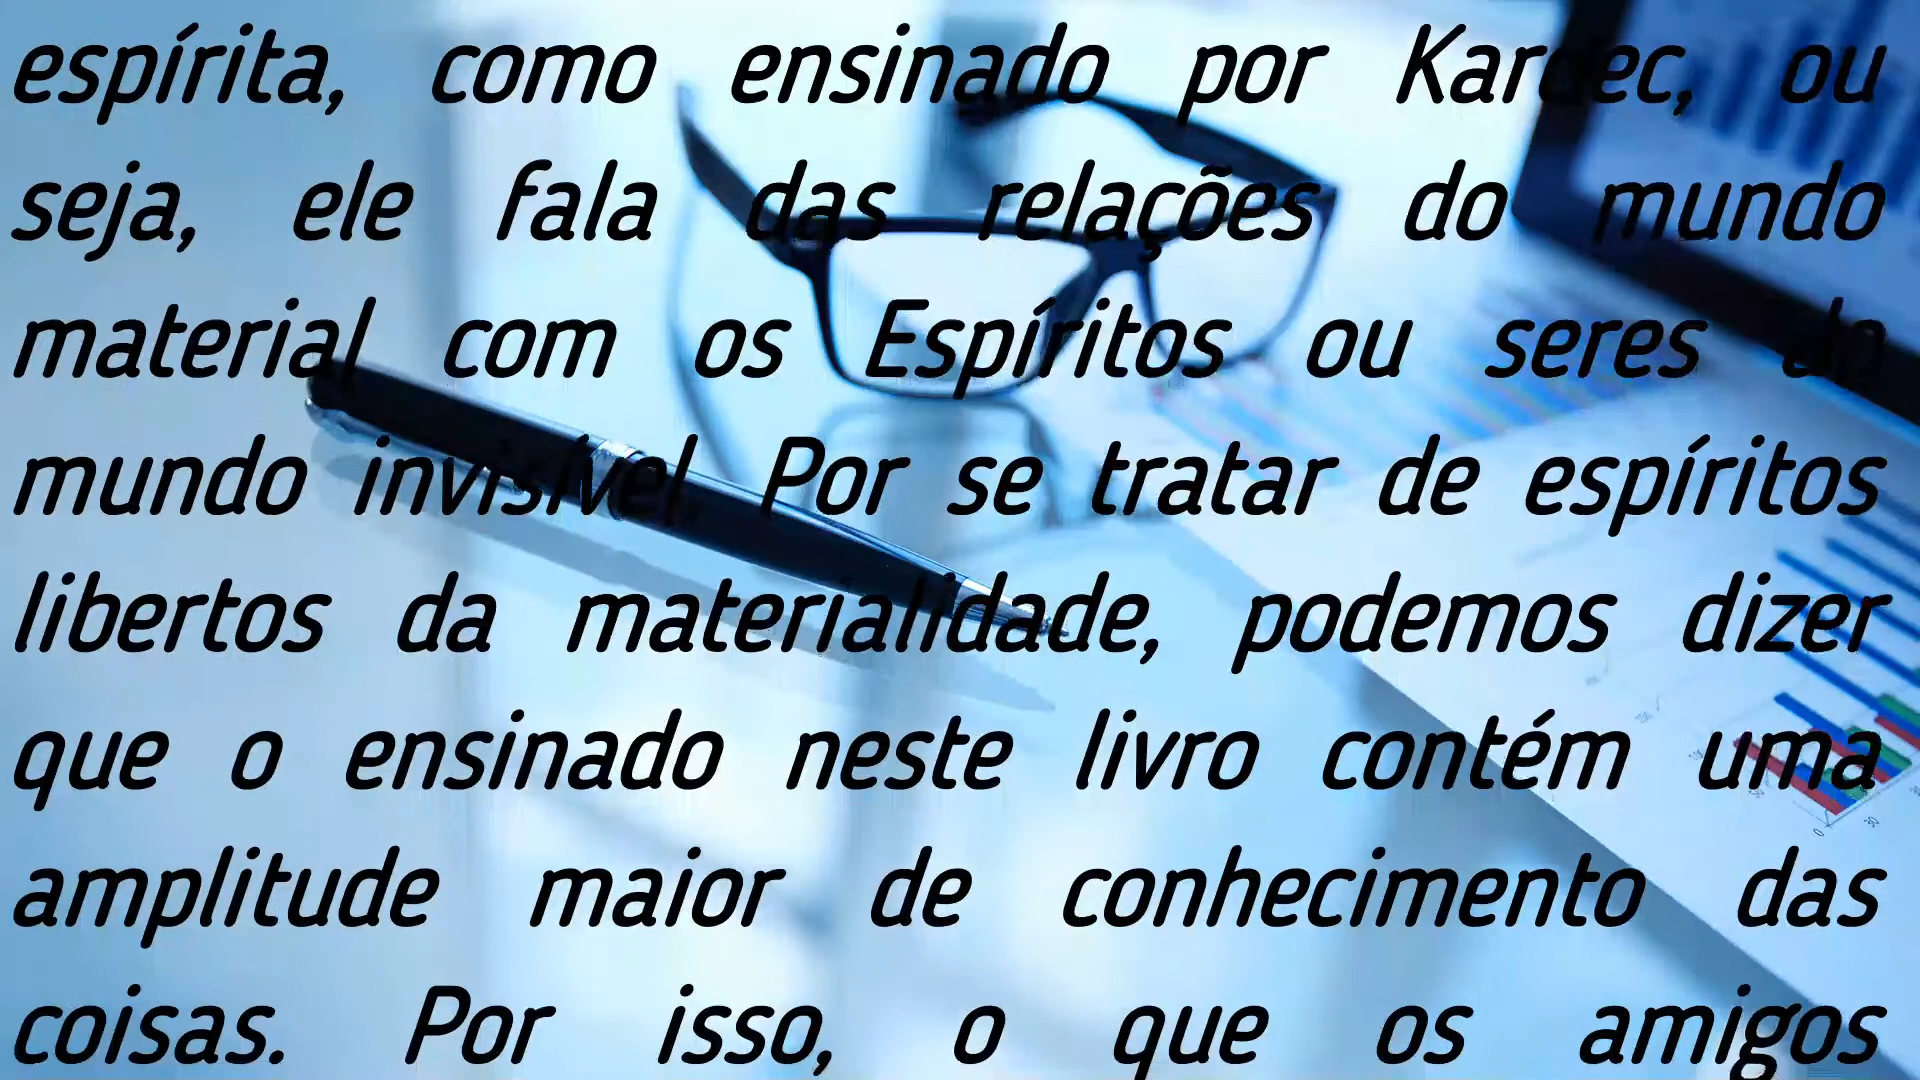 espírita, como ensinado por Kardec, ou
seja, ele fala das relações do mundo
material com os Espíritos ou seres do
mundo invisível. Por se tratar de espíritos
libertos da materialidade, podemos dizer
que o ensinado neste livro contém uma
amplitude maior de conhecimento das
coisas. Por isso, o que os amigos